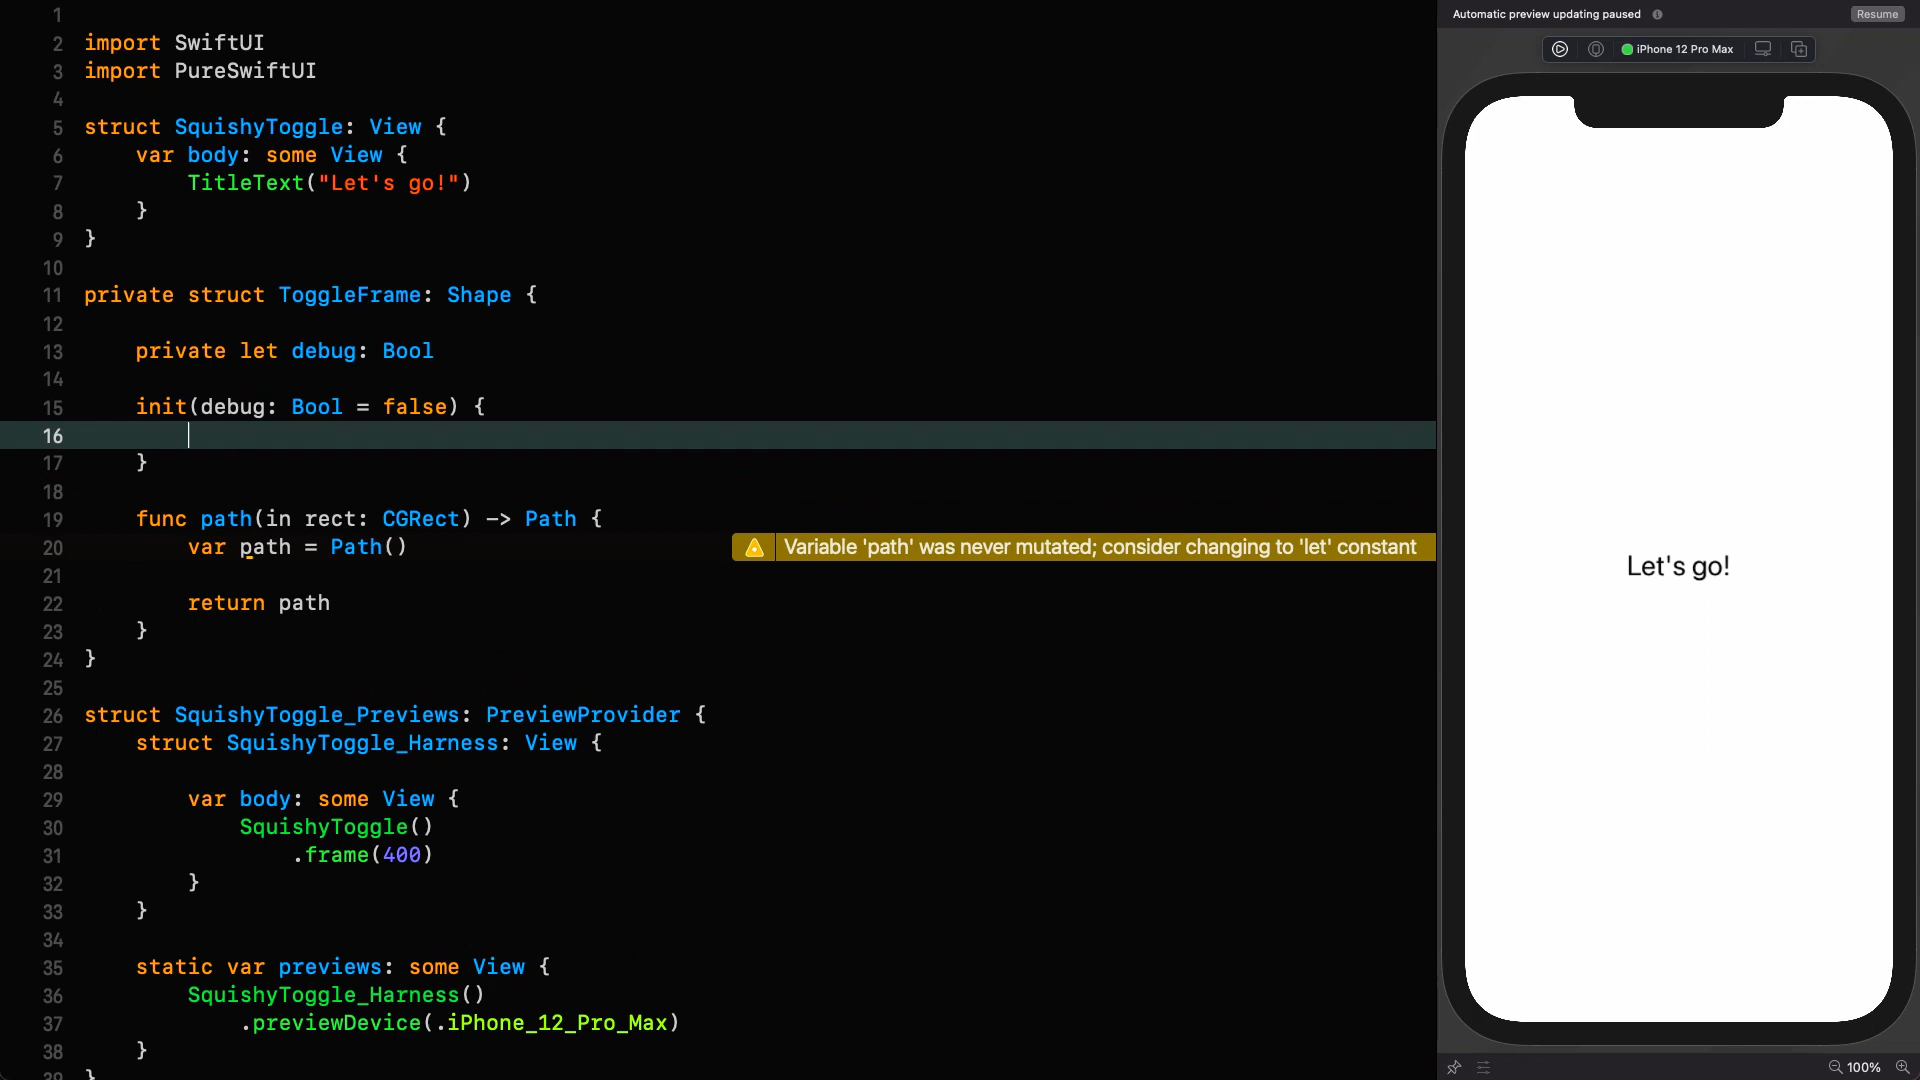 1
2 import SwiftUI
3 import PureSwiftUI
4
5 struct SquishyToggle: View {
6 var body: some View {
7 TitleText("Let's go!")
8 }
9 }
10
11 private struct ToggleFrame: Shape {
12
13 private let debug: Bool
14
15 init(debug: Bool = false) {
16
17 }
18
19 func path(in rect: CGRect) -> Path {
20 var path = Path()
Variable 'path' was never mutated; consider changing to 'let' constant
21
22 return path
23 }
24 }
25
26 struct SquishyToggle_Previews: PreviewProvider {
27 struct SquishyToggle_Harness: View {
28
29 var body: some View {
30 SquishyToggle()
31 .frame(400)
32 }
33 }
34
35 static var previews: some View {
36 SquishyToggle_Harness()
37 .previewDevice(.iPhone_12_Pro_Max)
38 }
39 }
Automatic preview updating paused
Resume
iPhone 12 Pro Max
Let's go!
100%